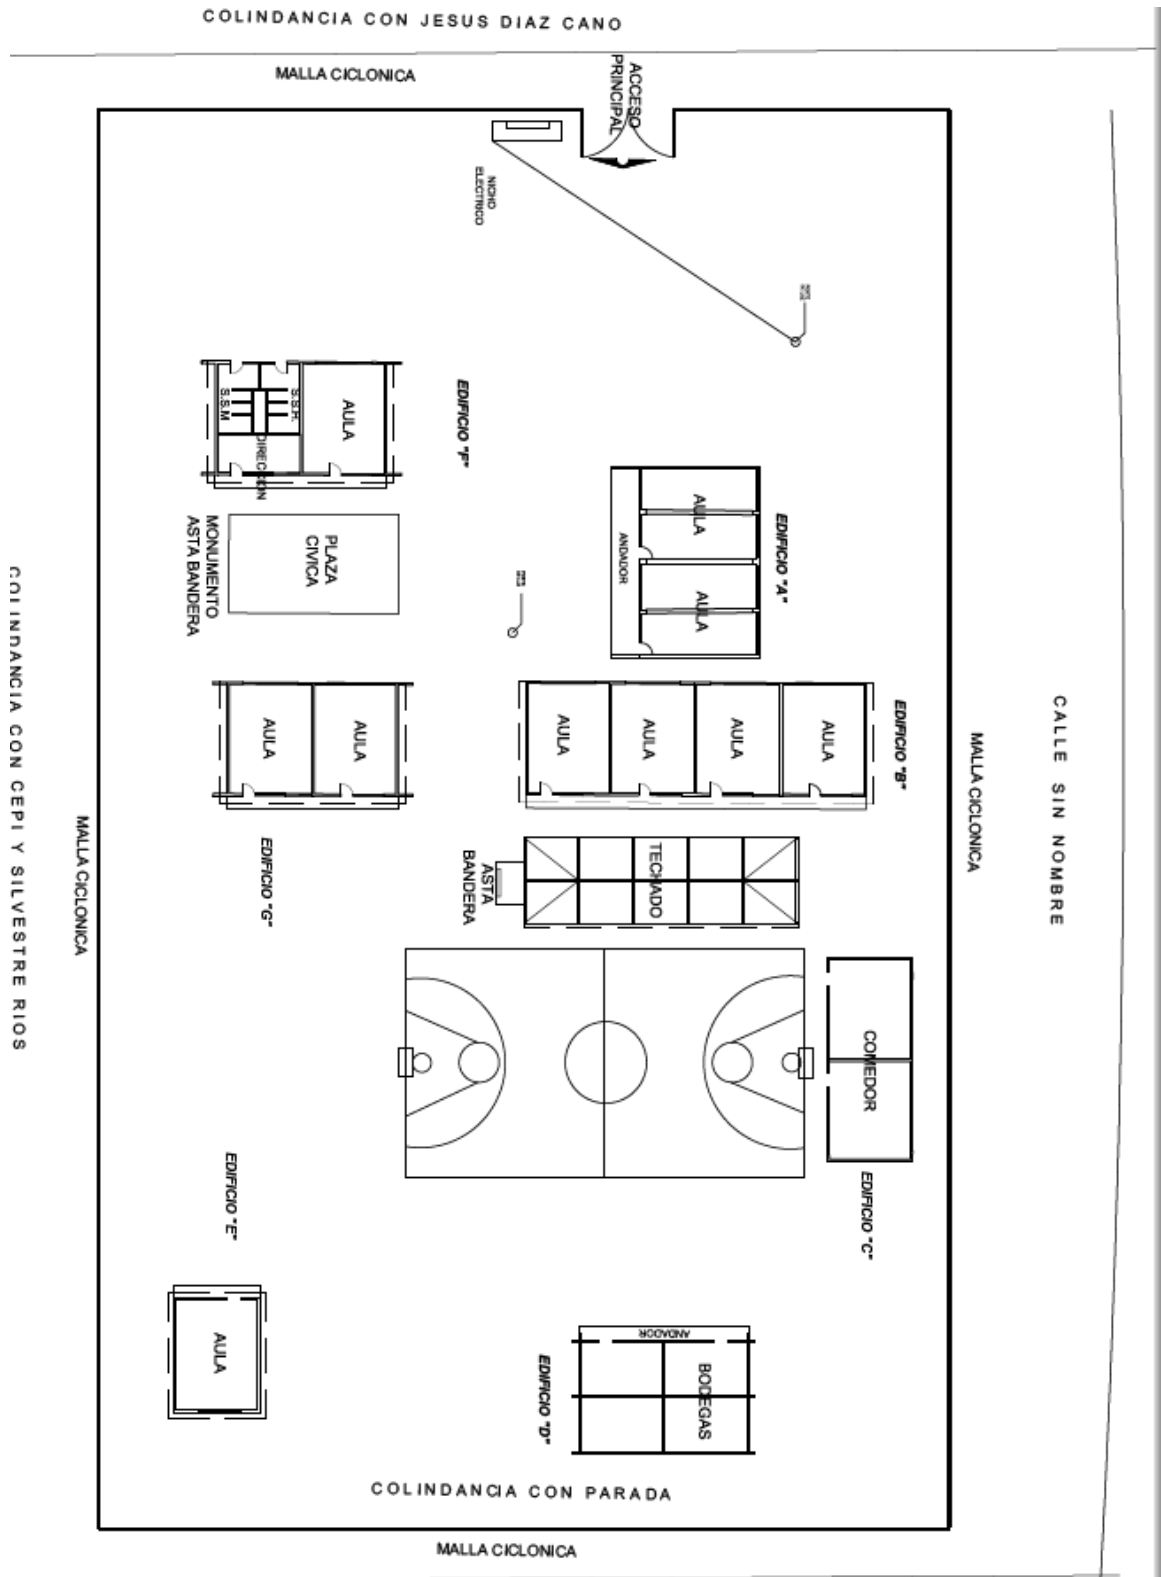 COLINDANCIA CON JESUS DIAZ CANO
MALLA CICLONICA
ACCESO
PRINCIPAL
NICHO
ELECTRICO
EDIFICIO "F"
S.S.M
S.S.H.
AULA
DIRECCION
MONUMENTO
ASTA BANDERA
PLAZA
CIVICA
ANDADOR
AULA
AULA
EDIFICIO "A"
AULA
AULA
EDIFICIO "G"
AULA
AULA
AULA
AULA
EDIFICIO "B"
ASTA
BANDERA
TECHADO
COMEDOR
EDIFICIO "C"
EDIFICIO "E"
AULA
ANDADOR
BODEGAS
EDIFICIO "D"
COLINDANCIA CON PARADA
MALLA CICLONICA
MALLA CICLONICA
COLINDANCIA CON CEPI Y SILVESTRE RIOS
MALLA CICLONICA
CALLE SIN NOMBRE